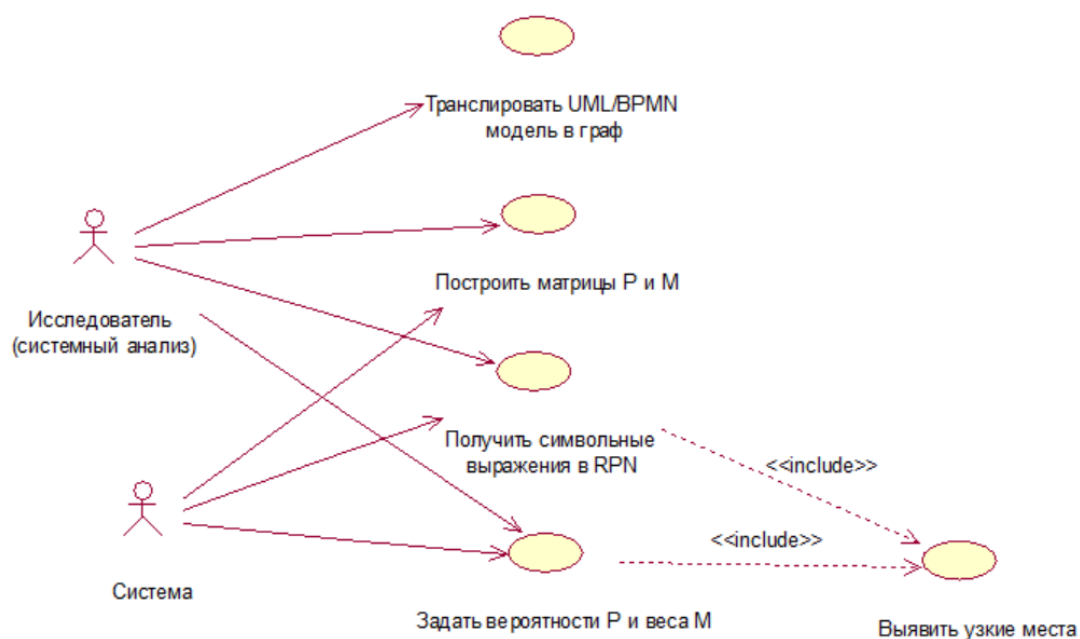 Транслировать UML/BPMN
модель в граф
Построить матрицы P и M
Исследователь
(системный анализ)
Получить символьные
выражения в RPN
<<include>>
<<include>>
Система
Задать вероятности P и веса M
Выявить узкие места